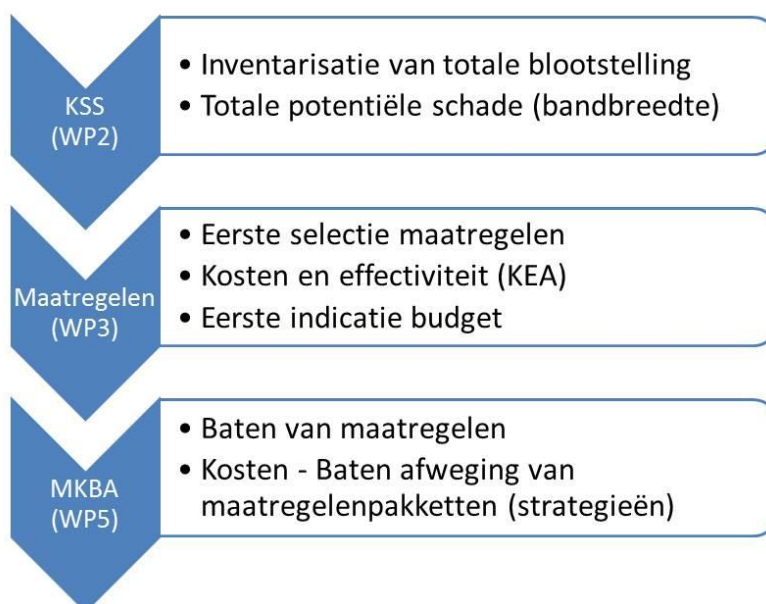 KSS
(WP2)
• Inventarisatie van totale blootstelling
• Totale potentiële schade (bandbreedte)
Maatregelen
(WP3)
• Eerste selectie maatregelen
• Kosten en effectiviteit (KEA)
• Eerste indicatie budget
MKBA
(WP5)
• Baten van maatregelen
• Kosten - Baten afweging van
maatregelenpakketten (strategieën)